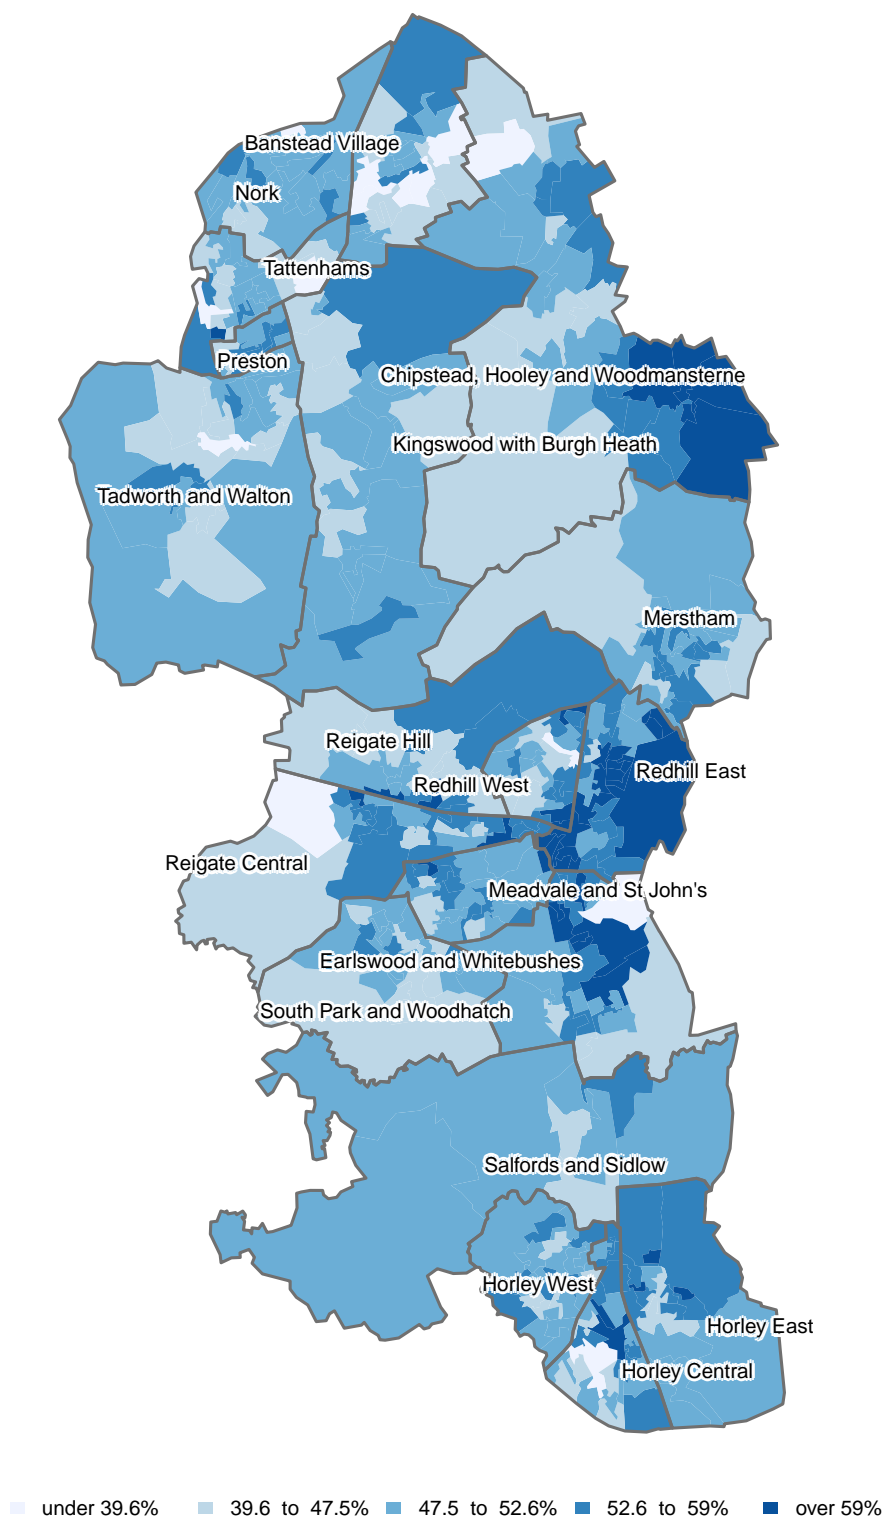 Banstead Village
Nork
Tattenhams
Preston
Chipstead, Hooley and Woodmansterne
Kingswood with Burgh Heath
Tadworth and Walton
Merstham
Reigate Hill
Redhill East
Redhill West
Reigate Central
Meadvale and St John's
Earlswood and Whitebushes
South Park and Woodhatch
Salfords and Sidlow
Horley West
Horley East
Horley Central
under 39.6% 39.6 to 47.5% 47.5 to 52.6% 52.6 to 59% over 59%